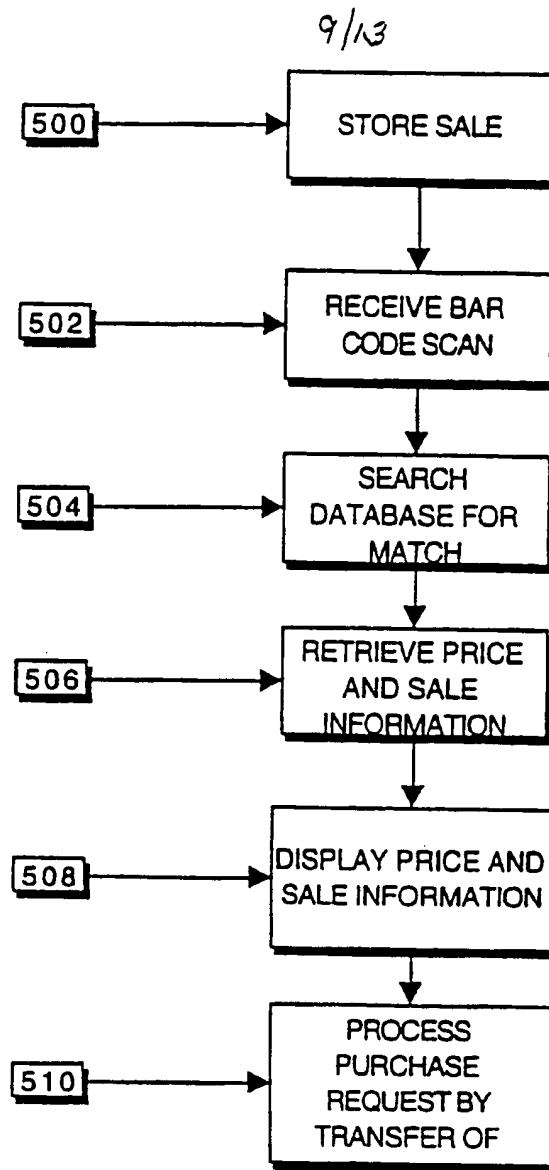 9/13
500
STORE SALE
502
RECEIVE BAR
CODE SCAN
504
SEARCH
DATABASE FOR
MATCH
506
RETRIEVE PRICE
AND SALE
INFORMATION
508
DISPLAY PRICE AND
SALE INFORMATION
510
PROCESS
PURCHASE
REQUEST BY
TRANSFER OF